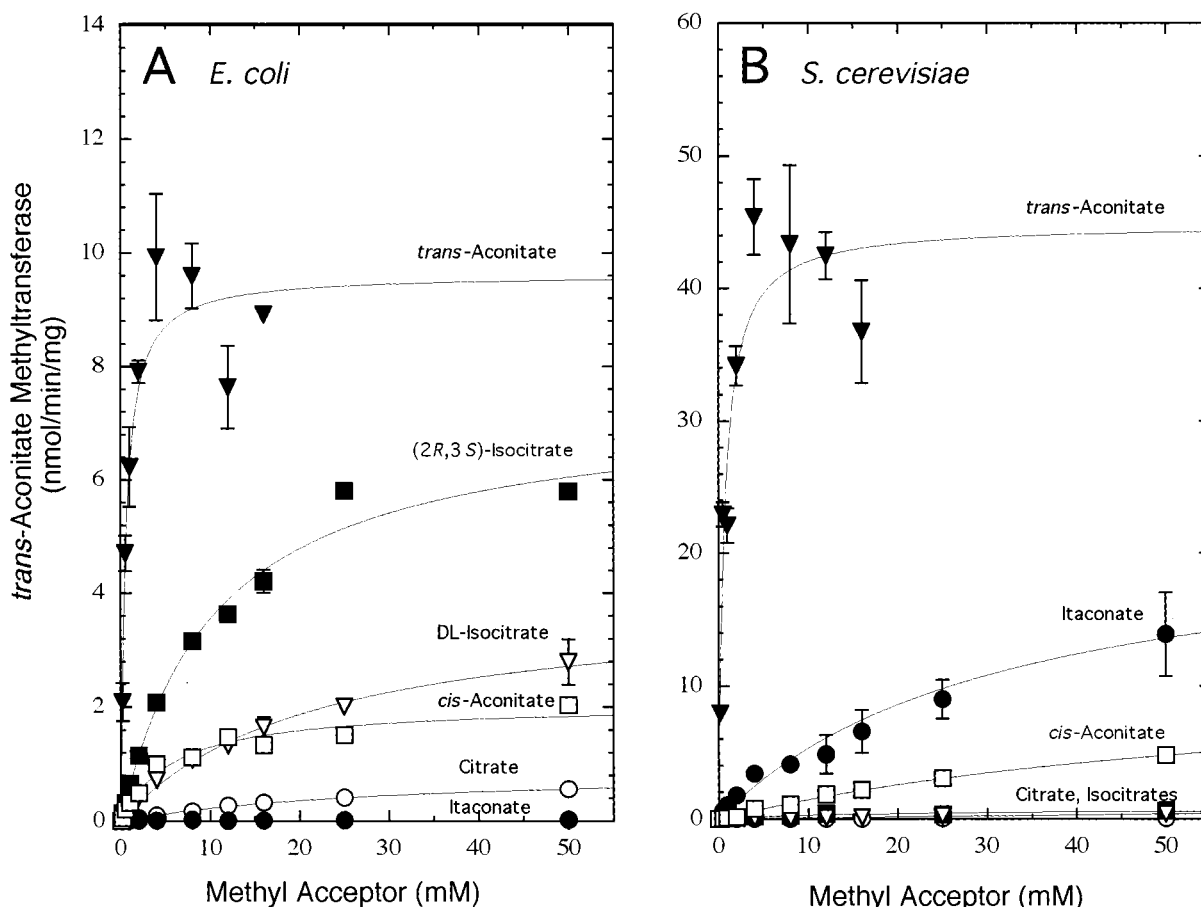 trans-Aconitate Methyltransferase
(nmol/min/mg)
A E. coli
14
12
10
8
6
4
2
0
trans-Aconitate
(2R,3S)-Isocitrate
DL-Isocitrate
cis-Aconitate
Citrate
Itaconate
0 10 20 30 40 50
Methyl Acceptor (mM)
B S. cerevisiae
60
50
40
30
20
10
0
trans-Aconitate
Itaconate
cis-Aconitate
Citrate, Isocitrates
0 10 20 30 40 50
Methyl Acceptor (mM)